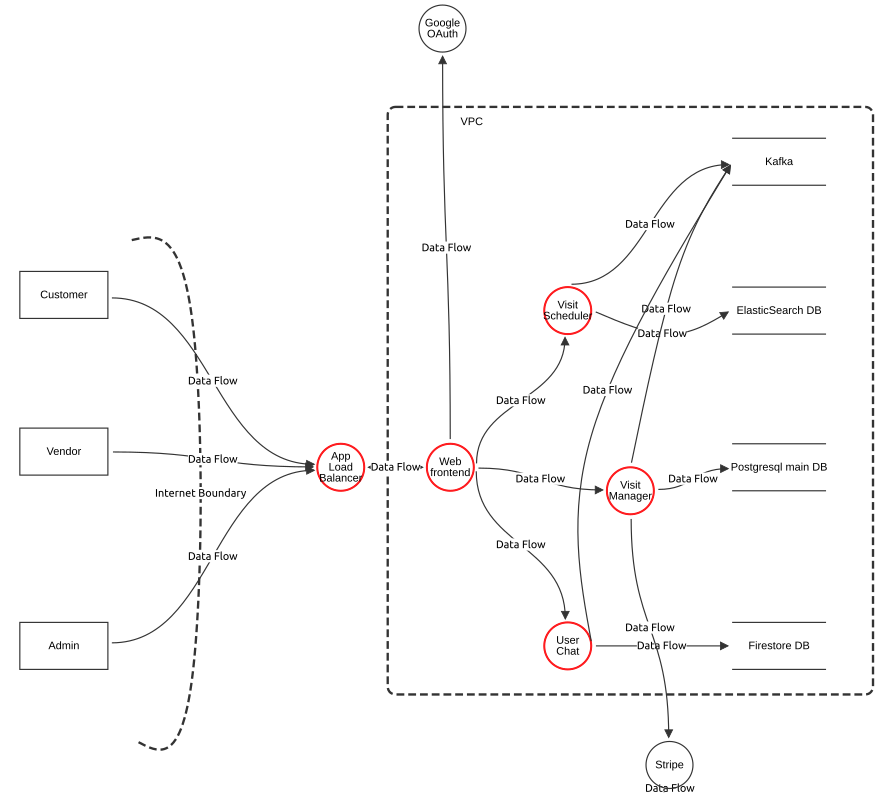 Google
OAuth
VPC
Kafka
Data Flow
Data Flow
Customer
Visit
Scheduler
Data Flow
ElasticSearch DB
Data Flow
Data Flow
Data Flow
Data Flow
Vendor
Data Flow
App
Load
Balancer
Data Flow
Web
frontend
Data Flow
Visit
Manager
Data Flow
Postgresql main DB
Internet Boundary
Data Flow
Data Flow
Admin
User
Chat
Data Flow
Data Flow
Firestore DB
Stripe
Data Flow